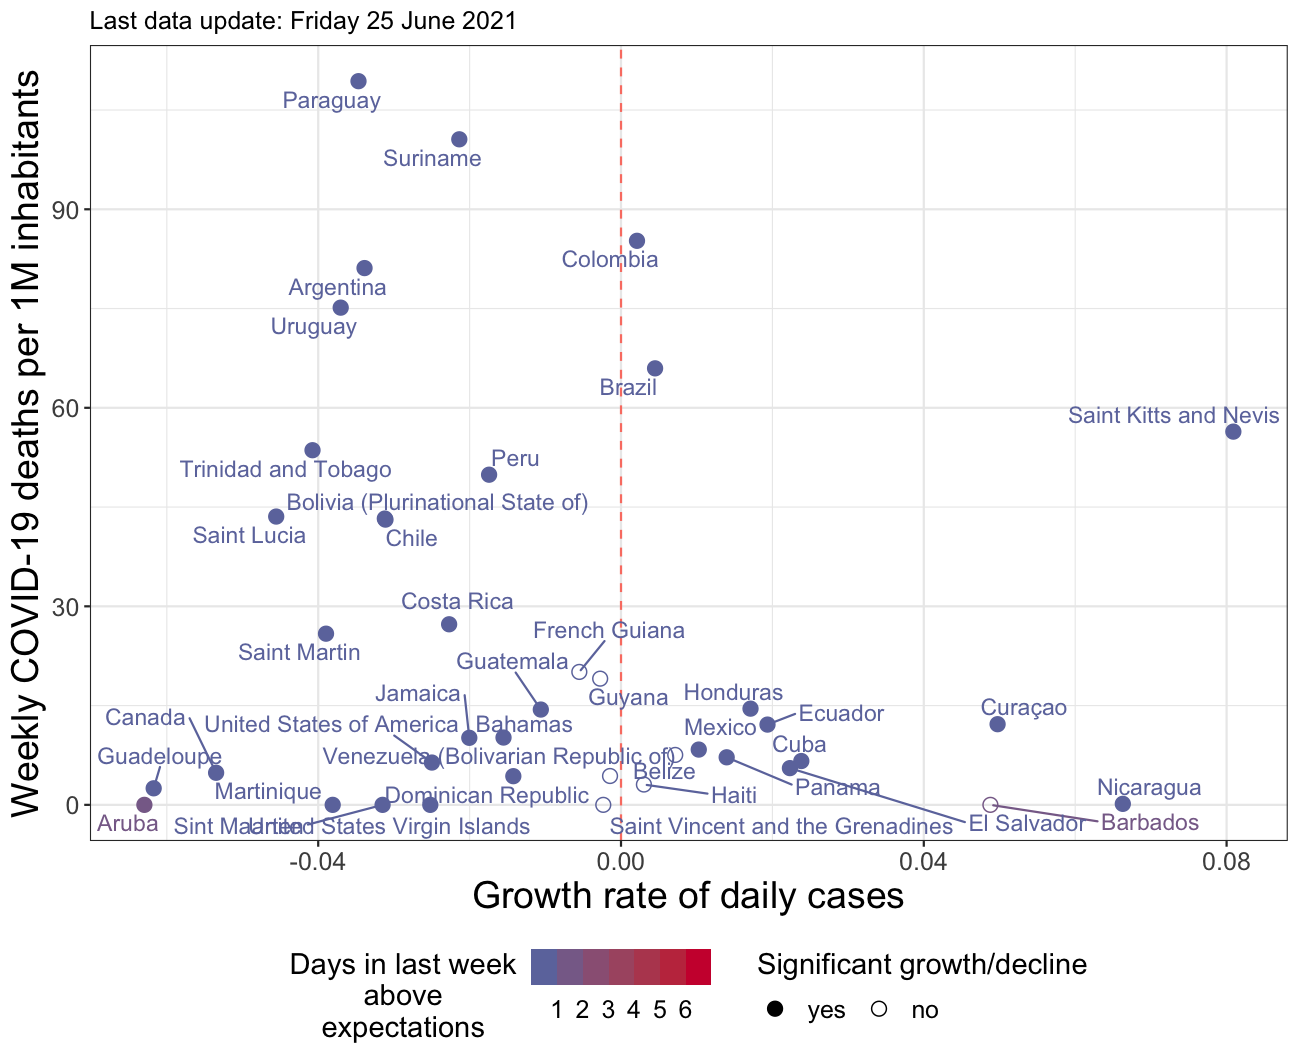 Last data update: Friday 25 June 2021
Weekly COVID-19 deaths per 1M inhabitants
90
60
30
0
Paraguay
Suriname
Colombia
Argentina
Uruguay
Brazil
Saint Kitts and Nevis
Peru
Trinidad and Tobago
Bolivia (Plurinational State of)
Saint Lucia
Chile
Costa Rica
French Guiana
Saint Martin
Guatemala
Jamaica
Guyana
Honduras
Canada
United States of America
Bahamas
Mexico
Ecuador
Curaçao
Guadeloupe
Venezuela (Bolivarian Republic of)
Cuba
Belize
Martinique
Dominican Republic
Haiti
Panama
Nicaragua
Aruba
Sint Maarten
United States Virgin Islands
Saint Vincent and the Grenadines
El Salvador
Barbados
-0.04
0.00
0.04
0.08
Growth rate of daily cases
Days in last week
above
expectations
1 2 3 4 5 6
Significant growth/decline
yes
no